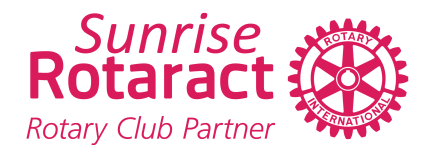 Sunrise
Rotaract
Rotary Club Partner
ROTARY
INTERNATIONAL